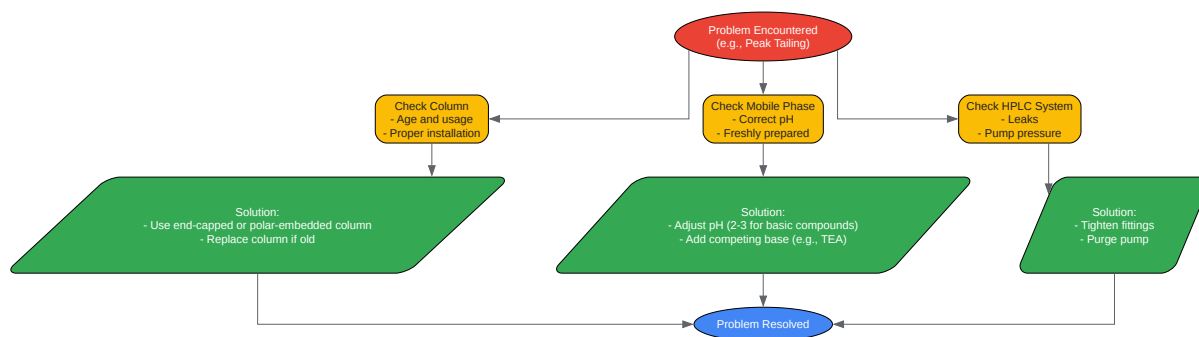 Problem Encountered
(e.g., Peak Tailing)
Check Column
- Age and usage
- Proper installation
Check Mobile Phase
- Correct pH
- Freshly prepared
Check HPLC System
- Leaks
- Pump pressure
Solution:
- Use end-capped or polar-embedded column
- Replace column if old
Solution:
- Adjust pH (2-3 for basic compounds)
- Add competing base (e.g., TEA)
Solution:
- Tighten fittings
- Purge pump
Problem Resolved